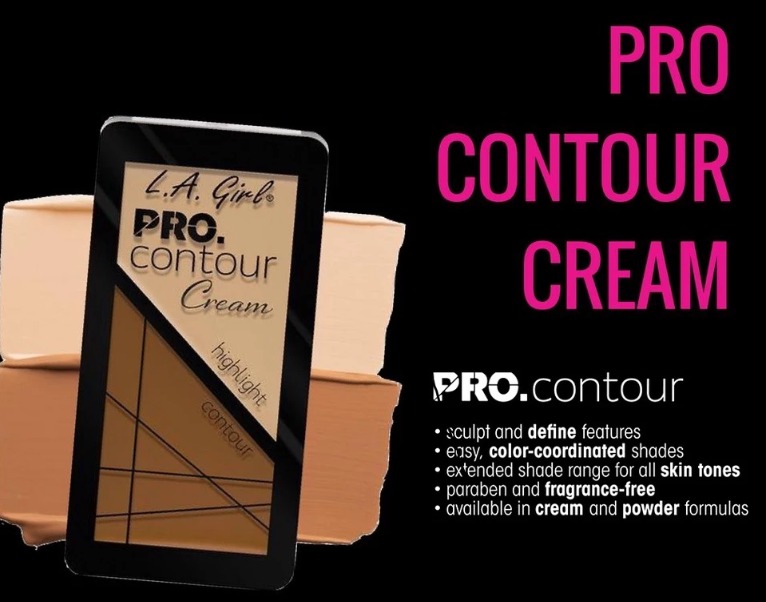 PRO
CONTOUR
CREAM
L.A. Girl®
PRO.
contour
Cream
highlight
contour
PRO.contour
• sculpt and define features
• easy, color-coordinated shades
• extended shade range for all skin tones
• paraben and fragrance-free
• available in cream and powder formulas